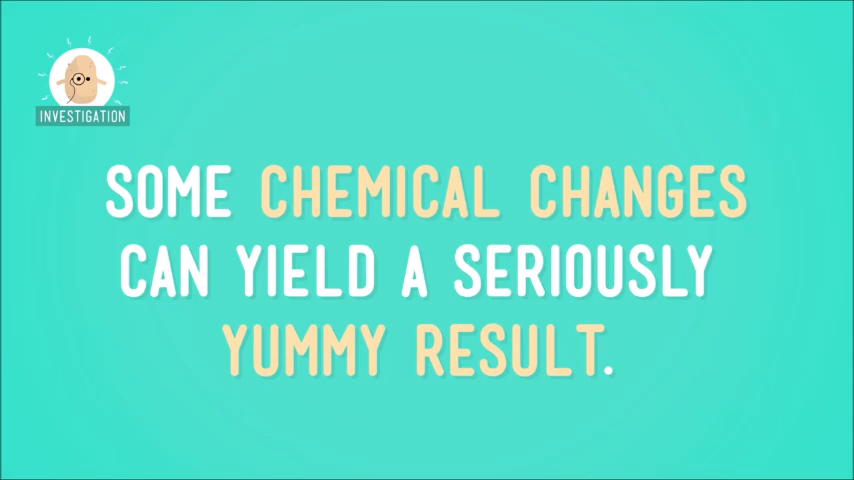 INVESTIGATION
SOME CHEMICAL CHANGES
CAN YIELD A SERIOUSLY
YUMMY RESULT.